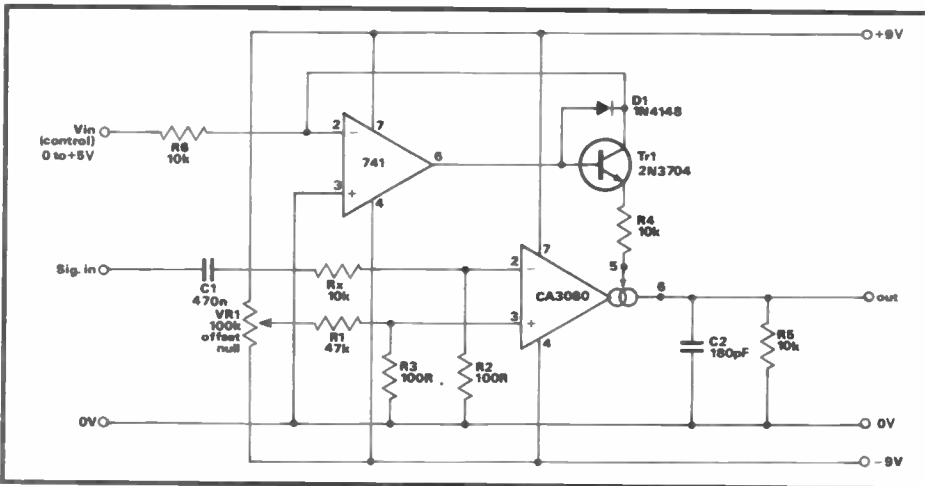 +9V
D1
1N4148
Vin
(control)
0 to +5V
R6
10k
2
7
741
6
3
4
Tr1
2N3704
R4
10k
Sig. in
C1
470n
Rx
10k
2
7
5
6
CA3080
out
VR1
100k
offset
null
R1
47k
3
4
C2
180pF
R5
10k
R3
100R
R2
100R
0V
0V
-9V